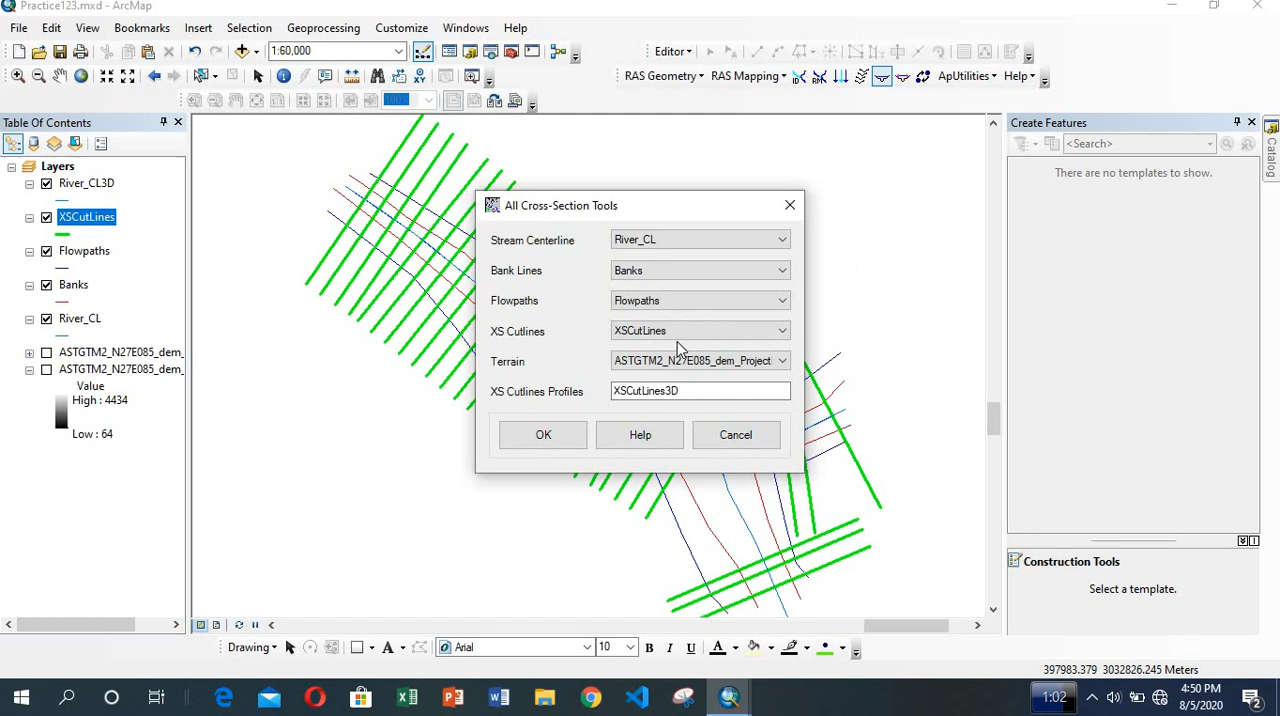 Practice123.mxd - ArcMap
File Edit View Bookmarks Insert Selection Geoprocessing Customize Windows Help
1:60,000 Editor
RAS Geometry RAS Mapping ApUtilities Help
Table Of Contents
Create Features
Layers
<Search>
River_CL3D
There are no templates to show.
Catalog
XSCutLines
Flowpaths
Banks
River_CL
ASTGTM2_N27E085_dem_
ASTGTM2_N27E085_dem_
Value
High : 4434
Low : 64
All Cross-Section Tools
Stream Centerline River_CL
Bank Lines Banks
Flowpaths Flowpaths
XS Cutlines XSCutLines
Terrain ASTGTM2_N27E085_dem_Project
XS Cutlines Profiles XSCutLines3D
OK Help Cancel
Construction Tools
Select a template.
Drawing A Arial 10 B I U A
397983.379 3032826.245 Meters
1:02
4:50 PM
8/5/2020
2